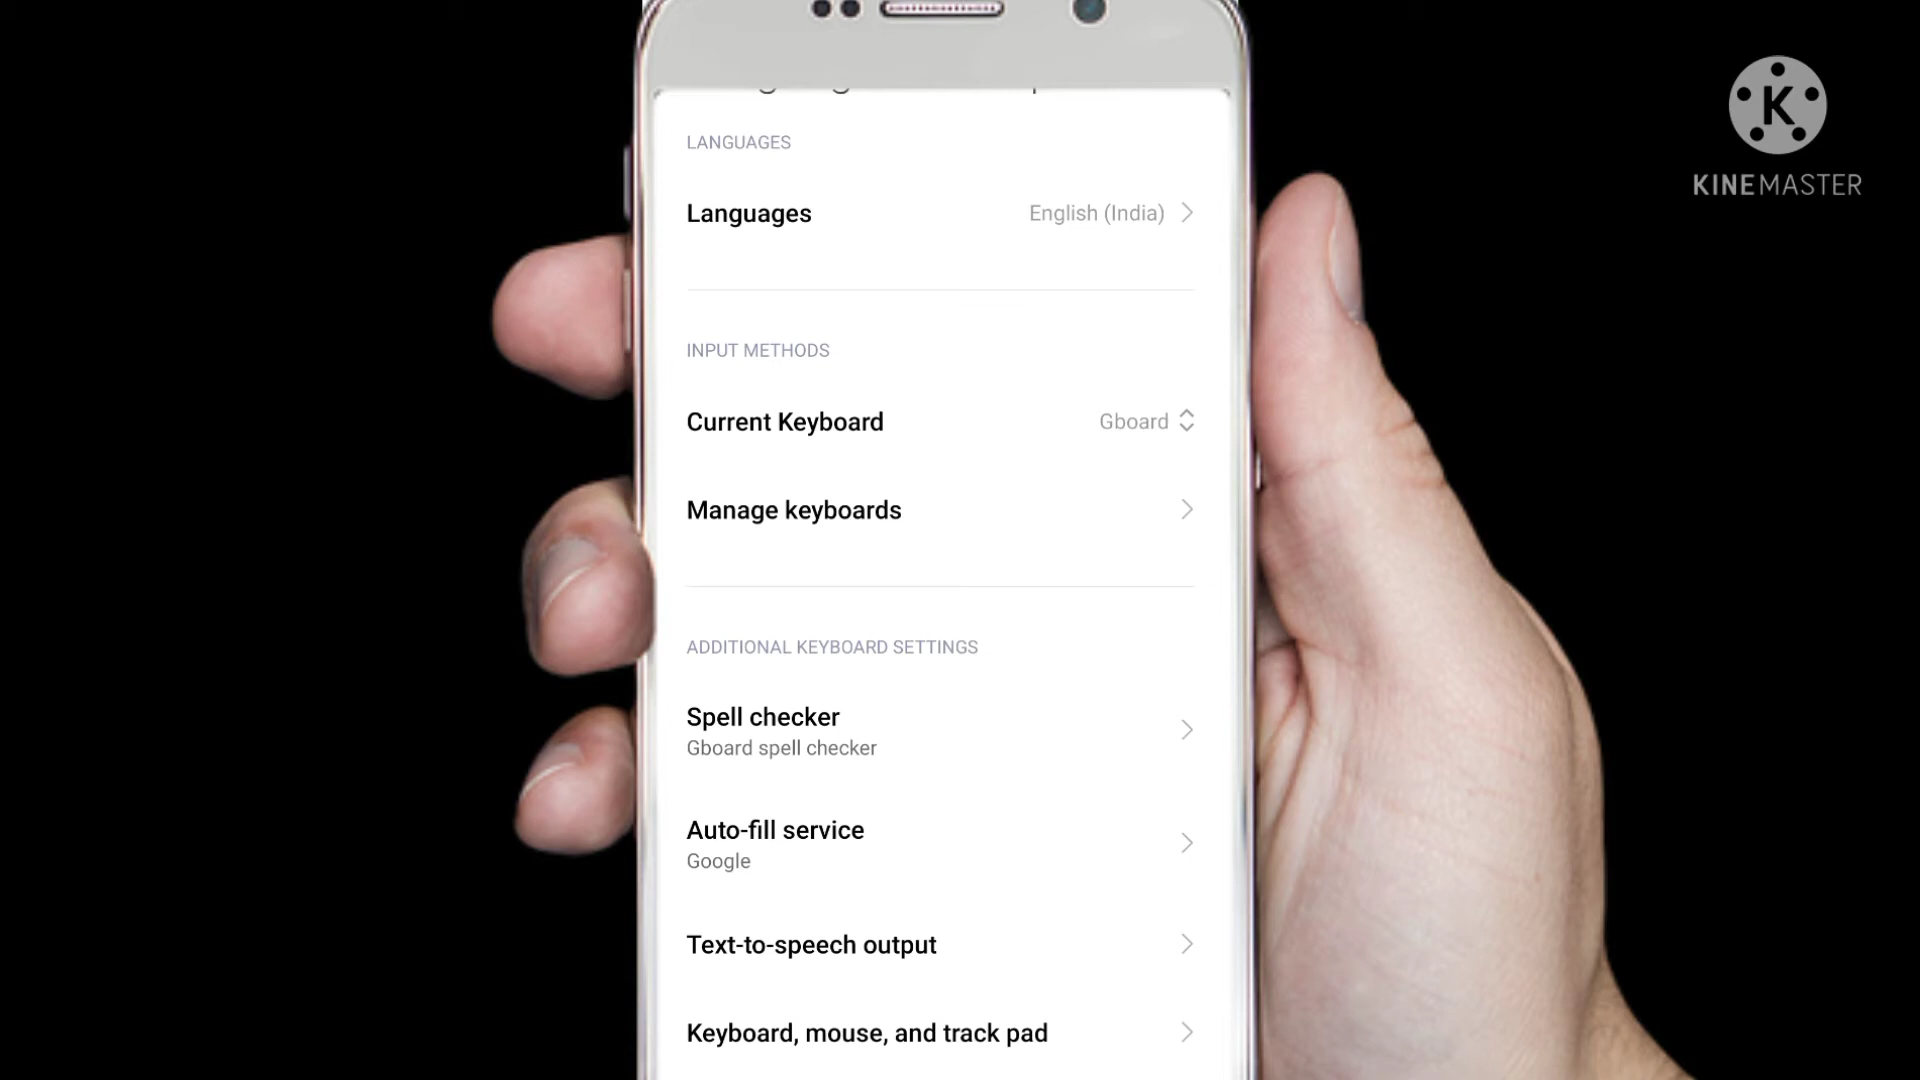 LANGUAGES
Languages English (India)
INPUT METHODS
Current Keyboard Gboard
Manage keyboards
ADDITIONAL KEYBOARD SETTINGS
Spell checker
Gboard spell checker
Auto-fill service
Google
Text-to-speech output
Keyboard, mouse, and track pad
K
KINEMASTER